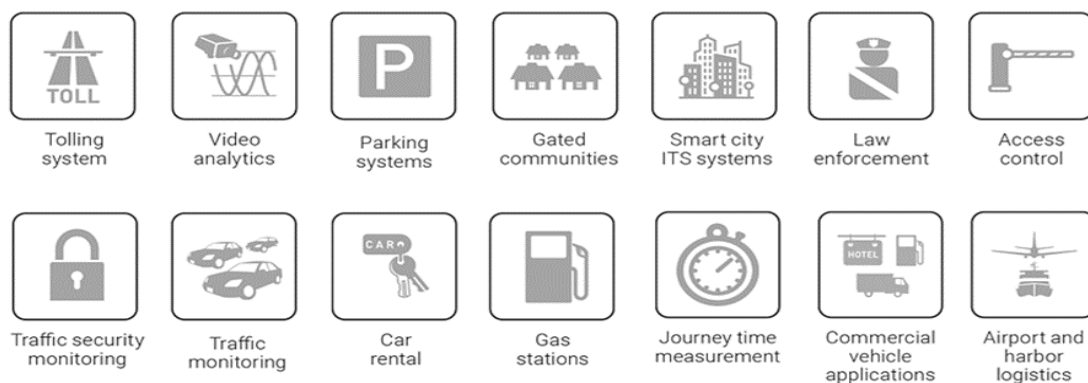 TOLL
P
Tolling
system
Video
analytics
Parking
systems
Gated
communities
Smart city
ITS systems
Law
enforcement
Access
control
CAR
HOTEL
Traffic security
monitoring
Traffic
monitoring
Car
rental
Gas
stations
Journey time
measurement
Commercial
vehicle
applications
Airport and
harbor
logistics